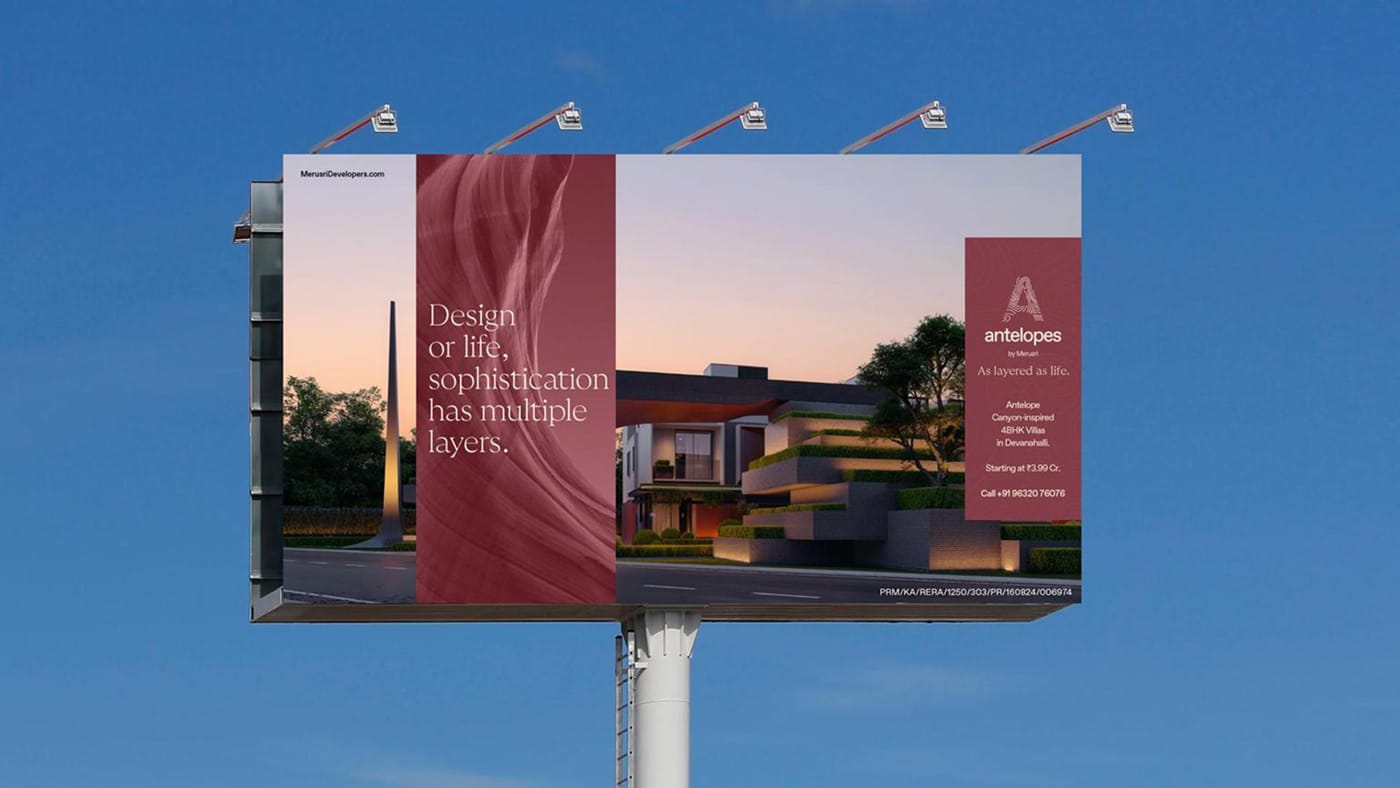 MerusriDevelopers.com
Design
or life,
sophistication
has multiple
layers.
antelopes
by Merusri
As layered as life.
Antelope
Canyon-inspired
4BHK Villas
in Devanahalli.
Starting at ₹3.99 Cr.
Call +91 96320 76076
PRM/KA/RERA/1250/303/PR/160824/006974